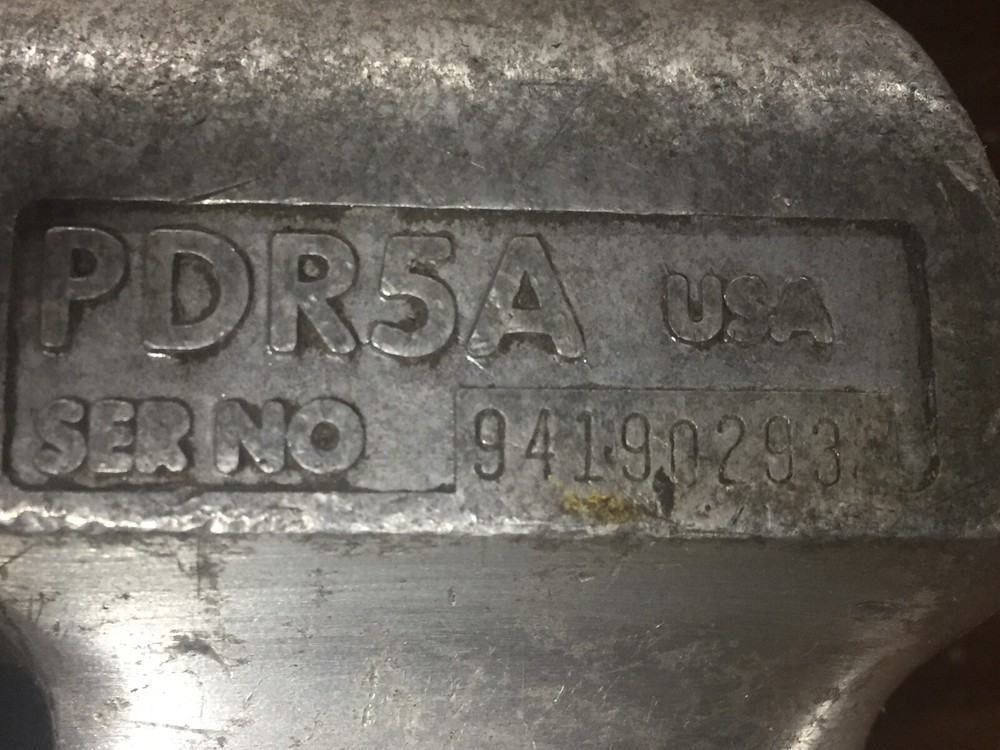 PDR5A USA
SER NO 94190293